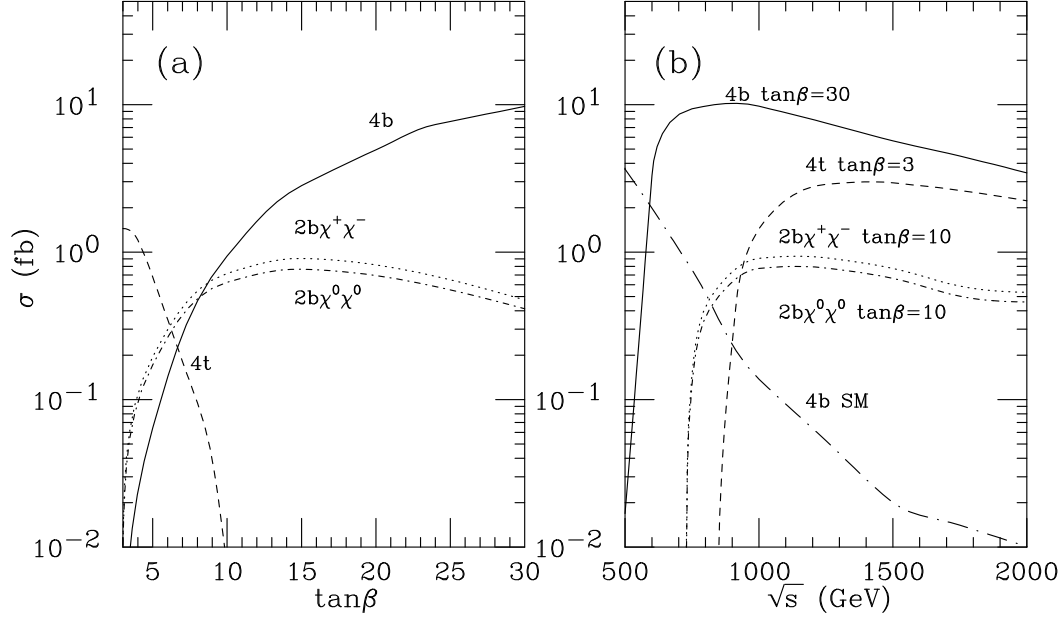 (a)
(b)
10¹
10⁰
10⁻¹
10⁻²
σ (fb)
4b
2bχ⁺χ⁻
2bχ⁰χ⁰
4t
5 10 15 20 25 30
tanβ
10¹
10⁰
10⁻¹
10⁻²
4b tanβ=30
4t tanβ=3
2bχ⁺χ⁻ tanβ=10
2bχ⁰χ⁰ tanβ=10
4b SM
500 1000 1500 2000
√s (GeV)